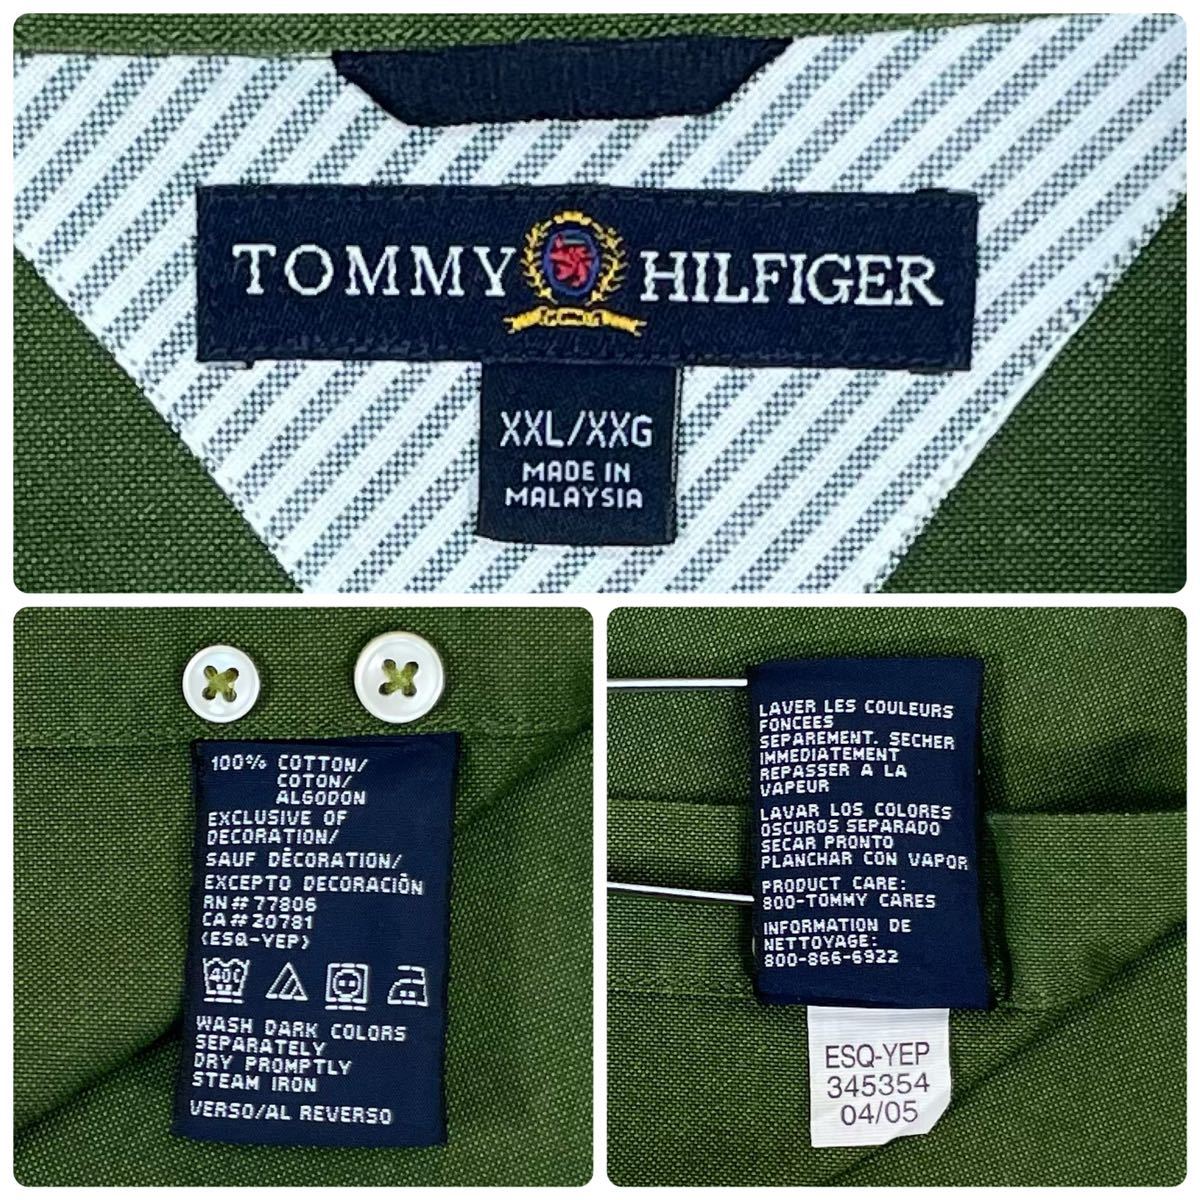 TOMMY HILFIGER
XXL/XXG
MADE IN
MALAYSIA
100% COTTON/
COTON/
ALGODON
EXCLUSIVE OF
DECORATION/
SAUF DÉCORATION/
EXCEPTO DECORACIÓN
RN # 77806
CA # 20781
(ESQ-YEP)
40C
WASH DARK COLORS
SEPARATELY
DRY PROMPTLY
STEAM IRON
VERSO/AL REVERSO
LAVER LES COULEURS
FONCEES
SEPAREMENT. SECHER
IMMEDIATEMENT
REPASSER A LA
VAPEUR
LAVAR LOS COLORES
OSCUROS SEPARADO
SECAR PRONTO
PLANCHAR CON VAPOR
PRODUCT CARE:
800-TOMMY CARES
INFORMATION DE
NETTOYAGE:
800-866-6922
ESQ-YEP
345354
04/05